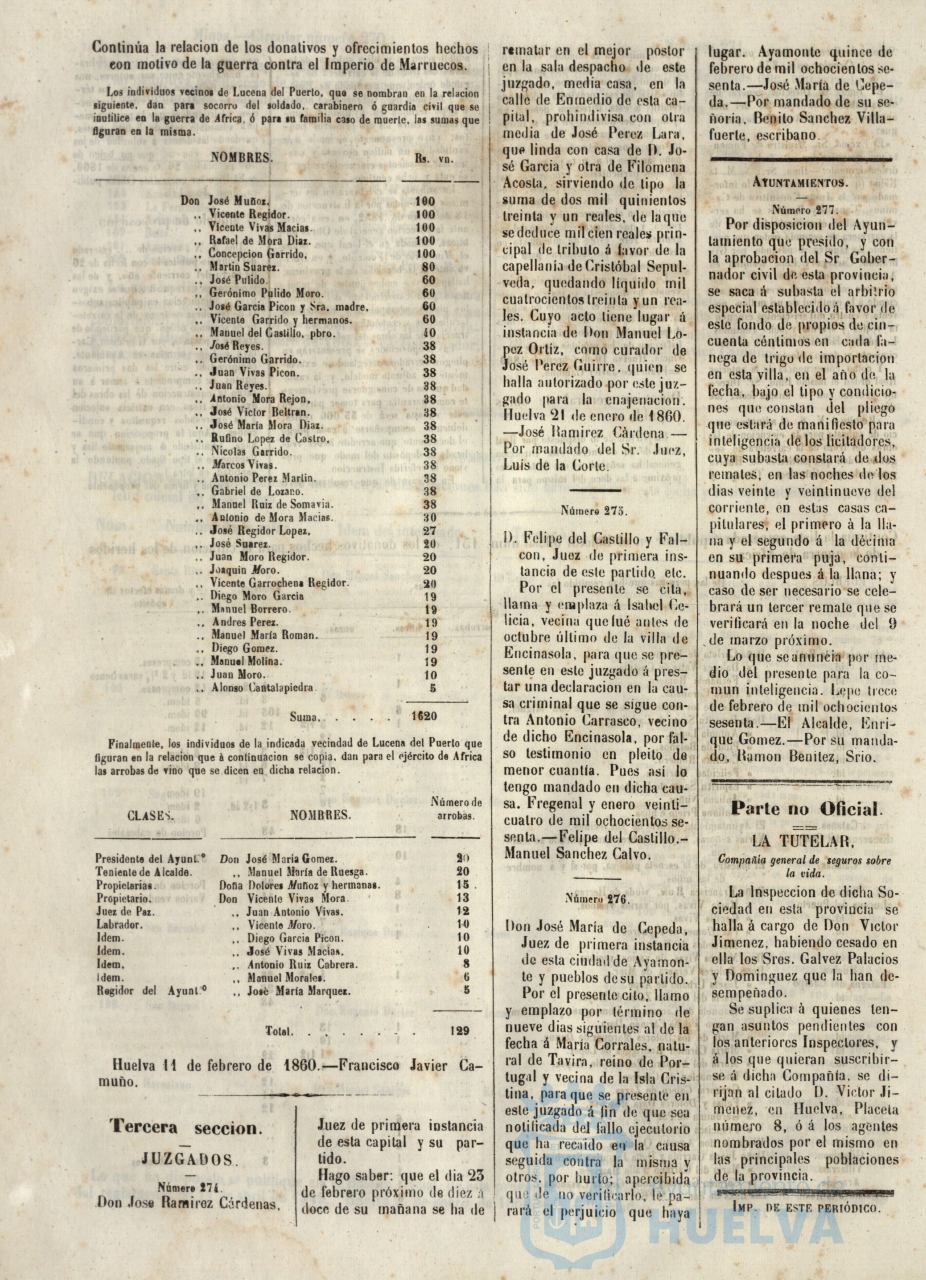 Continúa la relacion de los donativos y ofrecimientos hechos
con motivo de la guerra contra el Imperio de Marruecos.
Los individuos vecinos de Lucena del Puerto, que se nombran en la relacion
siguiente, dan para socorro del soldado, carabinero ó guardia civil que se
inutilice en la guerra de Africa, ó para su familia caso de muerte, las sumas que
figuran en la misma.
NOMBRES. Rs. vn.
Don José Muñoz. 100
,, Vicente Regidor. 100
,, Vicente Vivas Macias. 100
,, Rafael de Mora Diaz. 100
,, Concepcion Garrido, 100
,, Martin Suarez. 80
,, José Pulido. 60
,, Gerónimo Pulido Moro. 60
,, José Garcia Picon y Sra. madre. 60
,, Vicente Garrido y hermanos. 60
,, Manuel del Castillo, pbro. 40
,, José Reyes. 38
,, Gerónimo Garrido. 38
,, Juan Vivas Picon. 38
,, Juan Reyes. 38
,, Antonio Mora Rejon, 38
,, José Victor Beltran. 38
,, José María Mora Diaz. 38
,, Rufino Lopez de Castro, 38
,, Nicolas Garrido. 38
,, Marcos Vivas. 38
,, Antonio Perez Martin. 38
,, Gabriel de Lozano. 38
,, Manuel Ruiz de Somavia. 38
,, Antonio de Mora Macias. 30
,, José Regidor Lopez, 27
,, José Suarez. 20
,, Juan Moro Regidor. 20
,, Joaquin Moro. 20
,, Vicente Garrochena Regidor. 20
,, Diego Moro Garcia 19
,, Manuel Borrero. 19
,, Andres Perez. 19
,, Manuel María Roman. 19
,, Diego Gomez. 19
,, Manuel Molina. 19
,, Juan Moro. 10
,, Alonso Cantalapiedra 5
Suma. . . . . 1620
Finalmente, los individuos de la indicada vecindad de Lucena del Puerto que
figuran en la relacion que à continuacion se copia, dan para el ejército de Africa
las arrobas de vino que se dicen en dicha relacion.
CLASES. NOMBRES. Número de
arrobas.
Presidente del Ayunt.º Don José Maria Gomez. 20
Teniente de Alcalde. ,, Manuel María de Ruesga. 20
Propietarias. Doña Dolores Muñoz y hermanas. 15
Propietario. Don Vicente Vivas Mora 13
Juez de Paz. ,, Juan Antonio Vivas. 12
Labrador. ,, Vicente Moro. 10
Idem. ,, Diego Garcia Picon. 10
Idem. ,, José Vivas Macias. 10
Idem, ,, Antonio Ruiz Cabrera. 8
Idem. ,, Manuel Morales. 6
Regidor del Ayunt.º ,, José María Marquez. 5
Total. . . . . . . 129
Huelva 11 de febrero de 1860.—Francisco Javier Ca-
muño.
Tercera seccion.
JUZGADOS.
Número 274.
Don Jose Ramirez Cárdenas,
Juez de primera instancia
de esta capital y su par-
tido.
Hago saber: que el dia 23
de febrero próximo de diez á
doce de su mañana se ha de
rematar en el mejor postor
en la sala despacho de este
juzgado, media casa, en la
calle de Enmedio de esta ca-
pital, prohindivisa con otra
media de José Perez Lara,
que linda con casa de D. Jo-
sé Garcia y otra de Filomena
Acosta, sirviendo de tipo la
suma de dos mil quinientos
treinta y un reales, de la que
se deduce mil cien reales prin-
cipal de tributo á favor de la
capellanía de Cristóbal Sepul-
veda, quedando liquido mil
cuatrocientos treinta y un rea-
les. Cuyo acto tiene lugar á
instancia de Don Manuel Ló-
pez Ortiz, como curador de
José Perez Guirre, quien se
halla autorizado por este juz-
gado para la enajenacion.
Huelva 21 de enero de 1860.
—José Ramirez Càrdena.—
Por mandado del Sr. Juez,
Luis de la Corte.
Número 275.
D. Felipe del Castillo y Fal-
con, Juez de primera ins-
tancia de este partido, etc.
Por el presente se cita,
llama y emplaza á Isabel Ce-
licia, vecina que fué antes de
octubre último de la villa de
Encinasola, para que se pre-
sente en este juzgado á pres-
tar una declaracion en la cau-
sa criminal que se sigue con-
tra Antonio Carrasco, vecino
de dicho Encinasola, por fal-
so testimonio en pleito de
menor cuantía. Pues asi lo
tengo mandado en dicha cau-
sa. Fregenal y enero veinti-
cuatro de mil ochocientos se-
senta.—Felipe del Castillo.-
Manuel Sanchez Calvo.
Número 276.
Don José María de Cepeda,
Juez de primera instancia
de esta ciudad de Ayamon-
te y pueblos de su partido.
Por el presente cito, llamo
y emplazo por término de
nueve dias siguientes al de la
fecha á María Corrales, natu-
ral de Tavira, reino de Por-
tugal y vecina de la Isla Cris-
tina, para que se presente en
este juzgado á fin de que sea
notificada del fallo ejecutorio
que ha recaido en la causa
seguida contra la misma y
otros, por hurto; apercibida
que de no verificarlo, le pa-
rará el perjuicio que haya
lugar. Ayamonte quince de
febrero de mil ochocientos se-
senta.—José María de Cepe-
da,—Por mandado de su se-
ñoria, Benito Sanchez Villa-
fuerte, escribano.
AYUNTAMIENTOS.
Número 277.
Por disposicion del Ayun-
tamiento que presido, y con
la aprobacion del Sr Gober-
nador civil de esta provincia,
se saca á subasta el arbitrio
especial establecido á favor de
este fondo de propios de cin-
cuenta céntimos en cada fa-
nega de trigo de importacion
en esta villa, en el año de la
fecha, bajo el tipo y condicio-
nes que constan del pliego
que estará de manifiesto para
inteligencia de los licitadores,
cuya subasta constará de dos
remates, en las noches de los
dias veinte y veintinueve del
corriente, en estas casas ca-
pitulares, el primero à la lla-
na y el segundo á la dècima
en su primera puja, conti-
nuando despues á la llana; y
caso de ser necesario se cele-
brará un tercer remate que se
verificará en la noche del 9
de marzo próximo.
Lo que se anuncia por me-
dio del presente para la co-
mun inteligencia. Lepe trece
de febrero de mil ochocientos
sesenta.—El Alcalde, Enri-
que Gomez.—Por su manda-
do, Ramon Benitez, Srio.
Parte no Oficial.
LA TUTELAR,
Compañia general de seguros sobre
la vida.
La Inspeccion de dicha So-
ciedad en esta provincia se
halla á cargo de Don Victor
Jimenez, habiendo cesado en
ella los Sres. Galvez Palacios
y Dominguez que la han de-
sempeñado.
Se suplica à quienes ten-
gan asuntos pendientes con
los anteriores Inspectores, y
á los que quieran suscribir-
se á dicha Compañía, se di-
rijan al citado D. Victor Ji-
menez, en Huelva, Placeta
número 8, ó á los agentes
nombrados por el mismo en
las principales poblaciones
de la provincia.
IMP. DE ESTE PERIÓDICO.
HUELVA